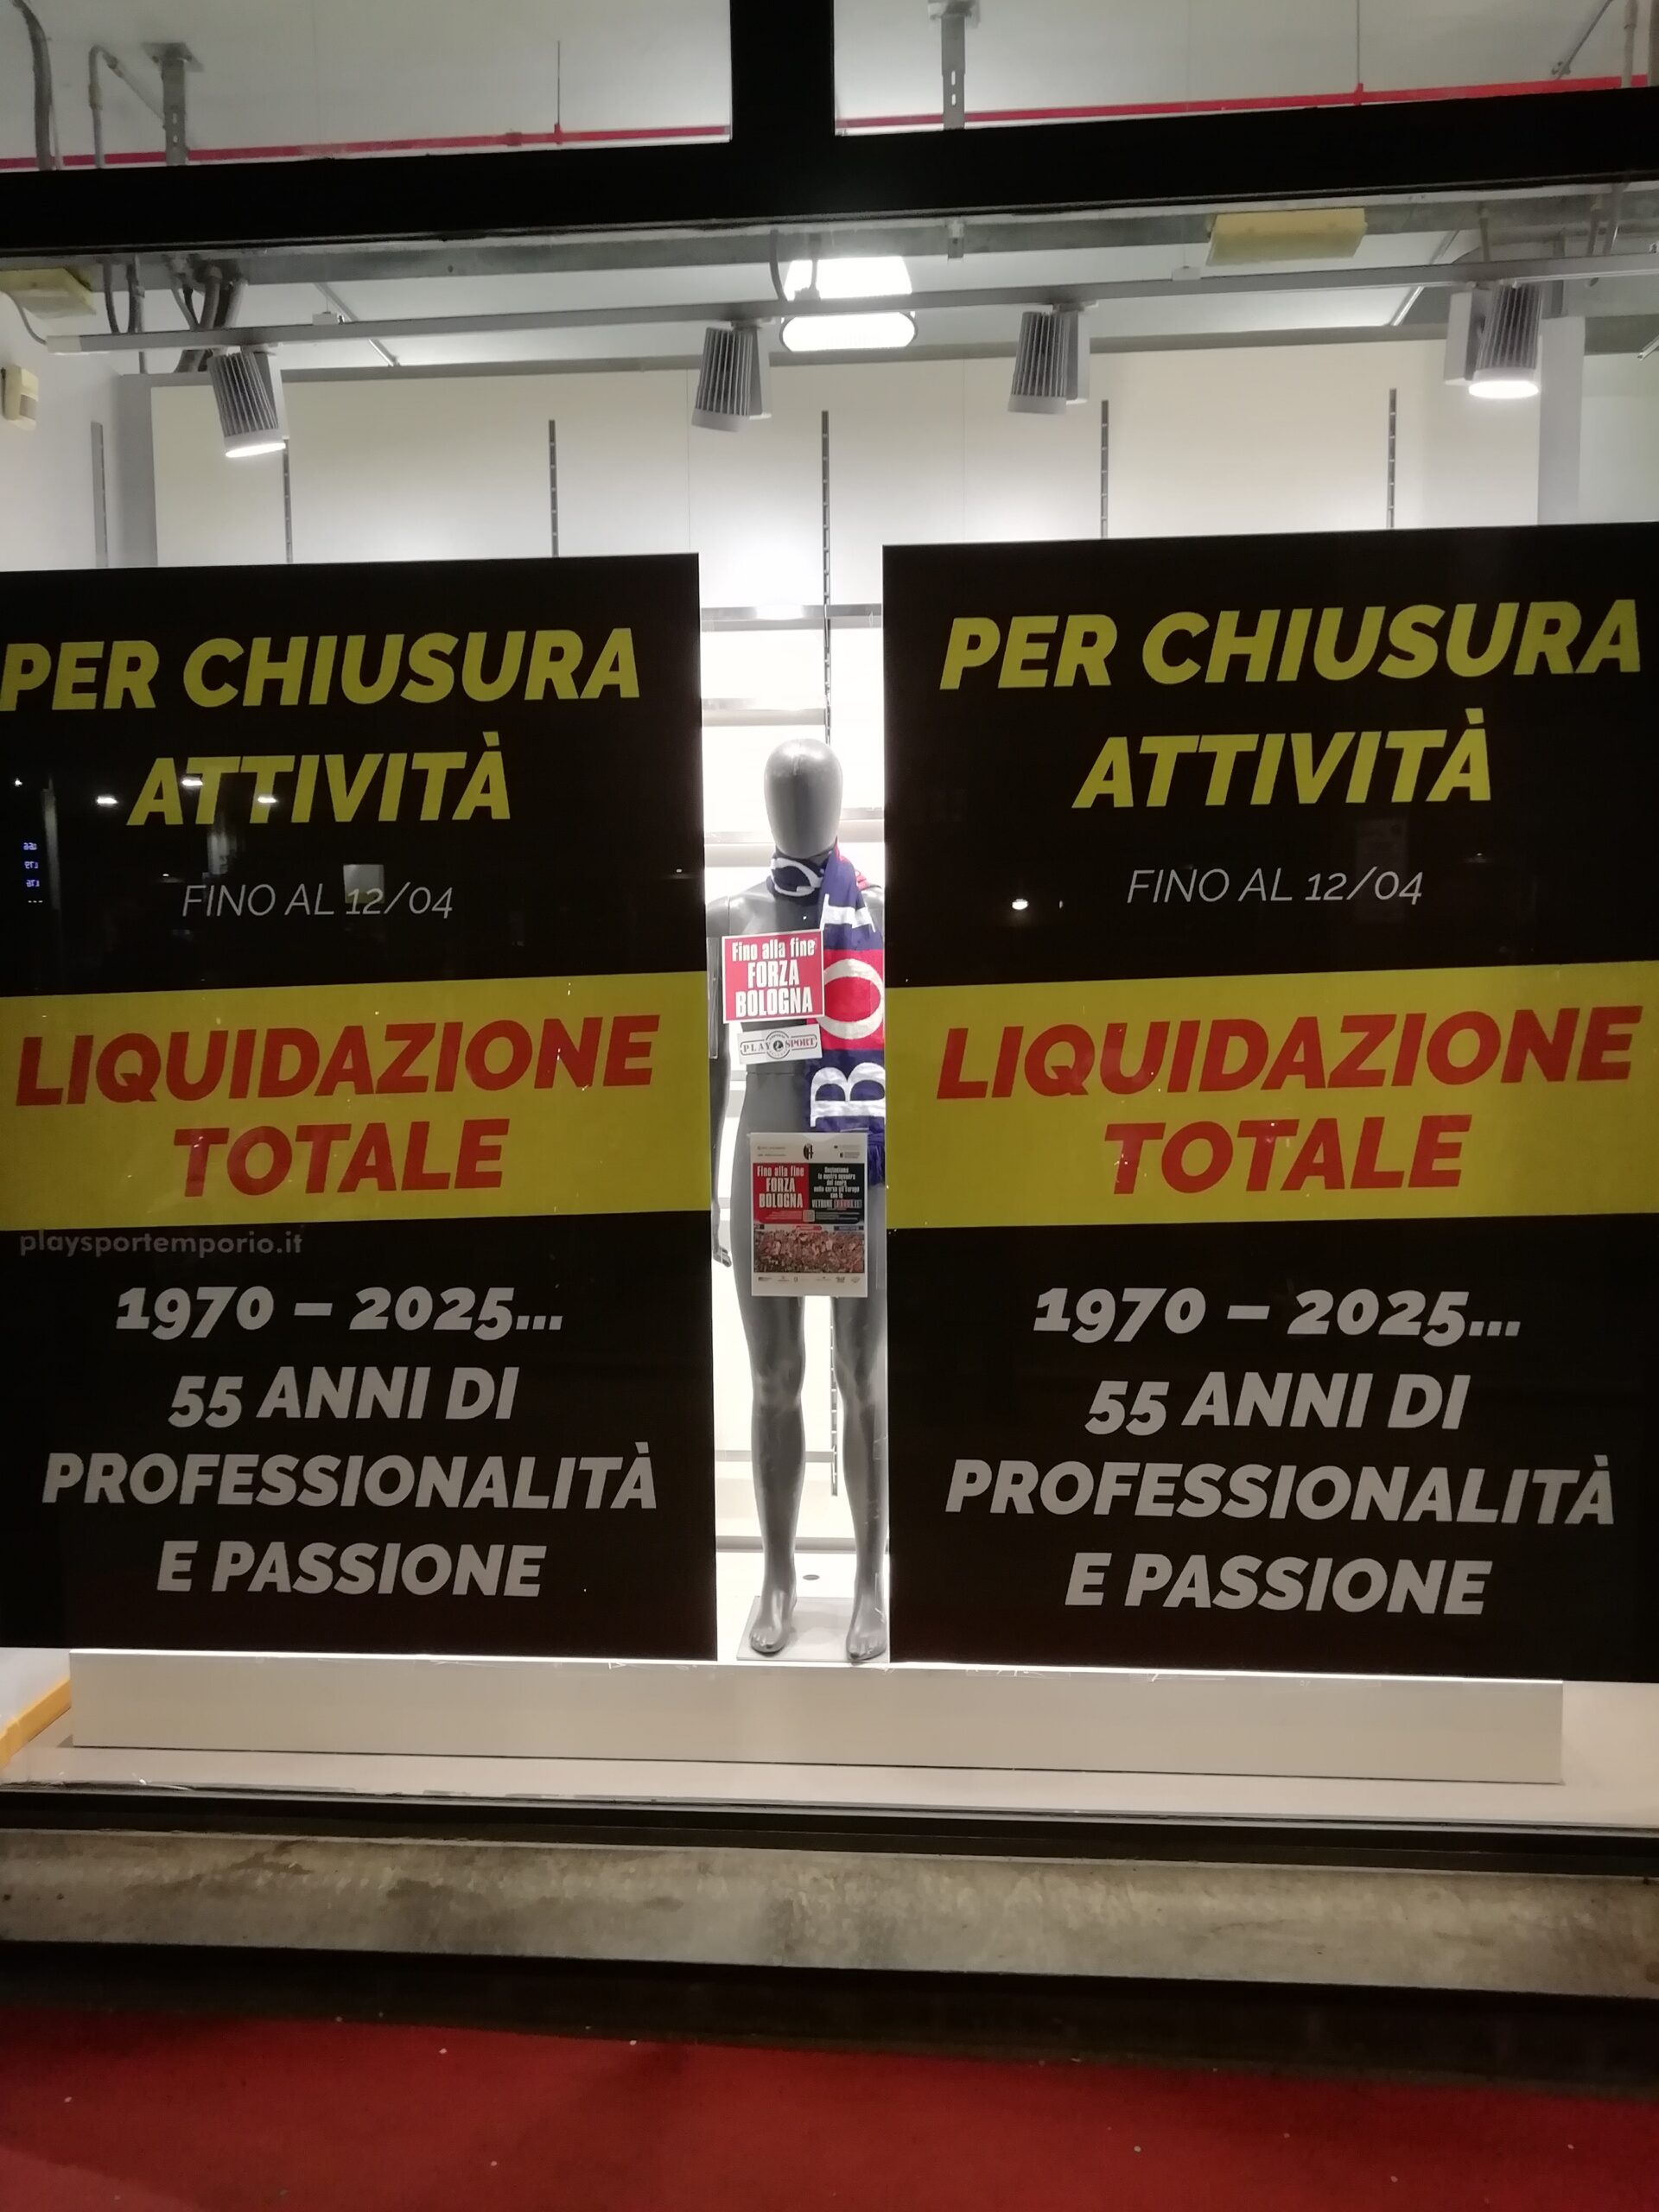 PER CHIUSURA
ATTIVITÀ
FINO AL 12/04
LIQUIDAZIONE
TOTALE
playsportemporio.it
1970 – 2025...
55 ANNI DI
PROFESSIONALITÀ
E PASSIONE
Fino alla fine
FORZA
BOLOGNA
PLAY SPORT
BO
Fino alla fine
FORZA
BOLOGNA
PER CHIUSURA
ATTIVITÀ
FINO AL 12/04
LIQUIDAZIONE
TOTALE
1970 – 2025...
55 ANNI DI
PROFESSIONALITÀ
E PASSIONE